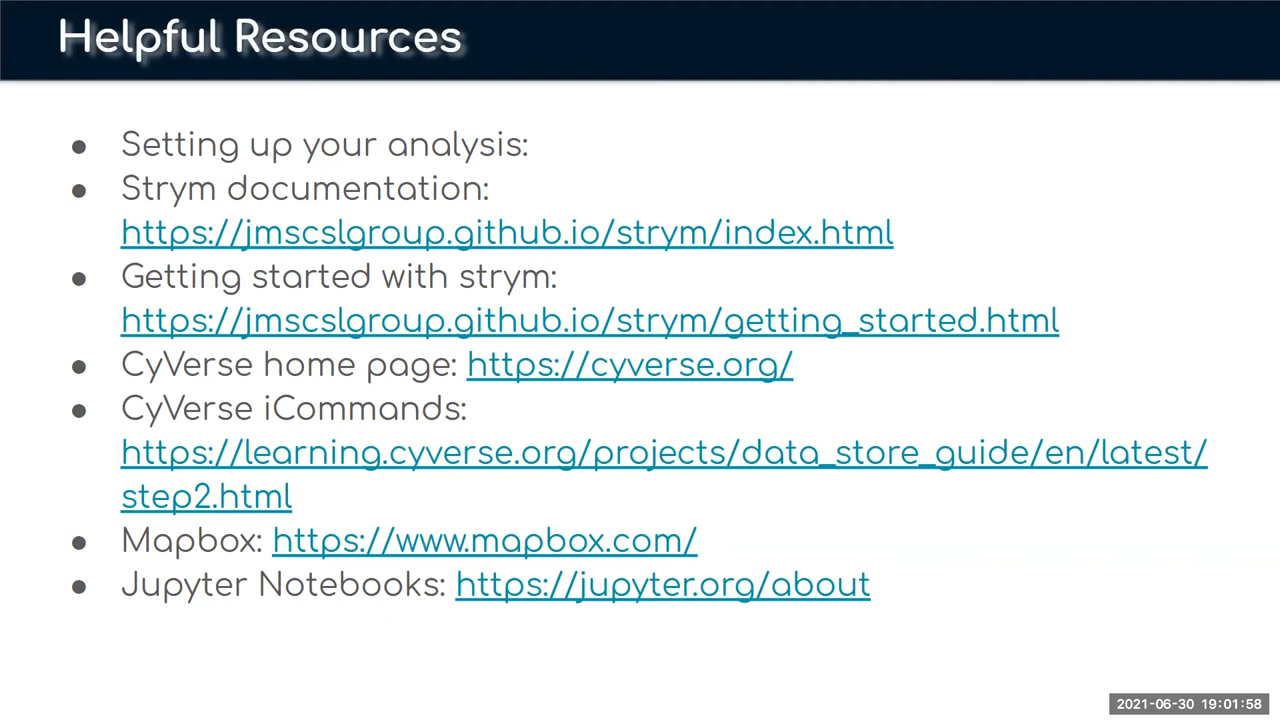 Helpful Resources
● Setting up your analysis:
● Strym documentation:
https://jmscslgroup.github.io/strym/index.html
● Getting started with strym:
https://jmscslgroup.github.io/strym/getting_started.html
● CyVerse home page: https://cyverse.org/
● CyVerse iCommands:
https://learning.cyverse.org/projects/data_store_guide/en/latest/
step2.html
● Mapbox: https://www.mapbox.com/
● Jupyter Notebooks: https://jupyter.org/about
2021-06-30 19:01:58